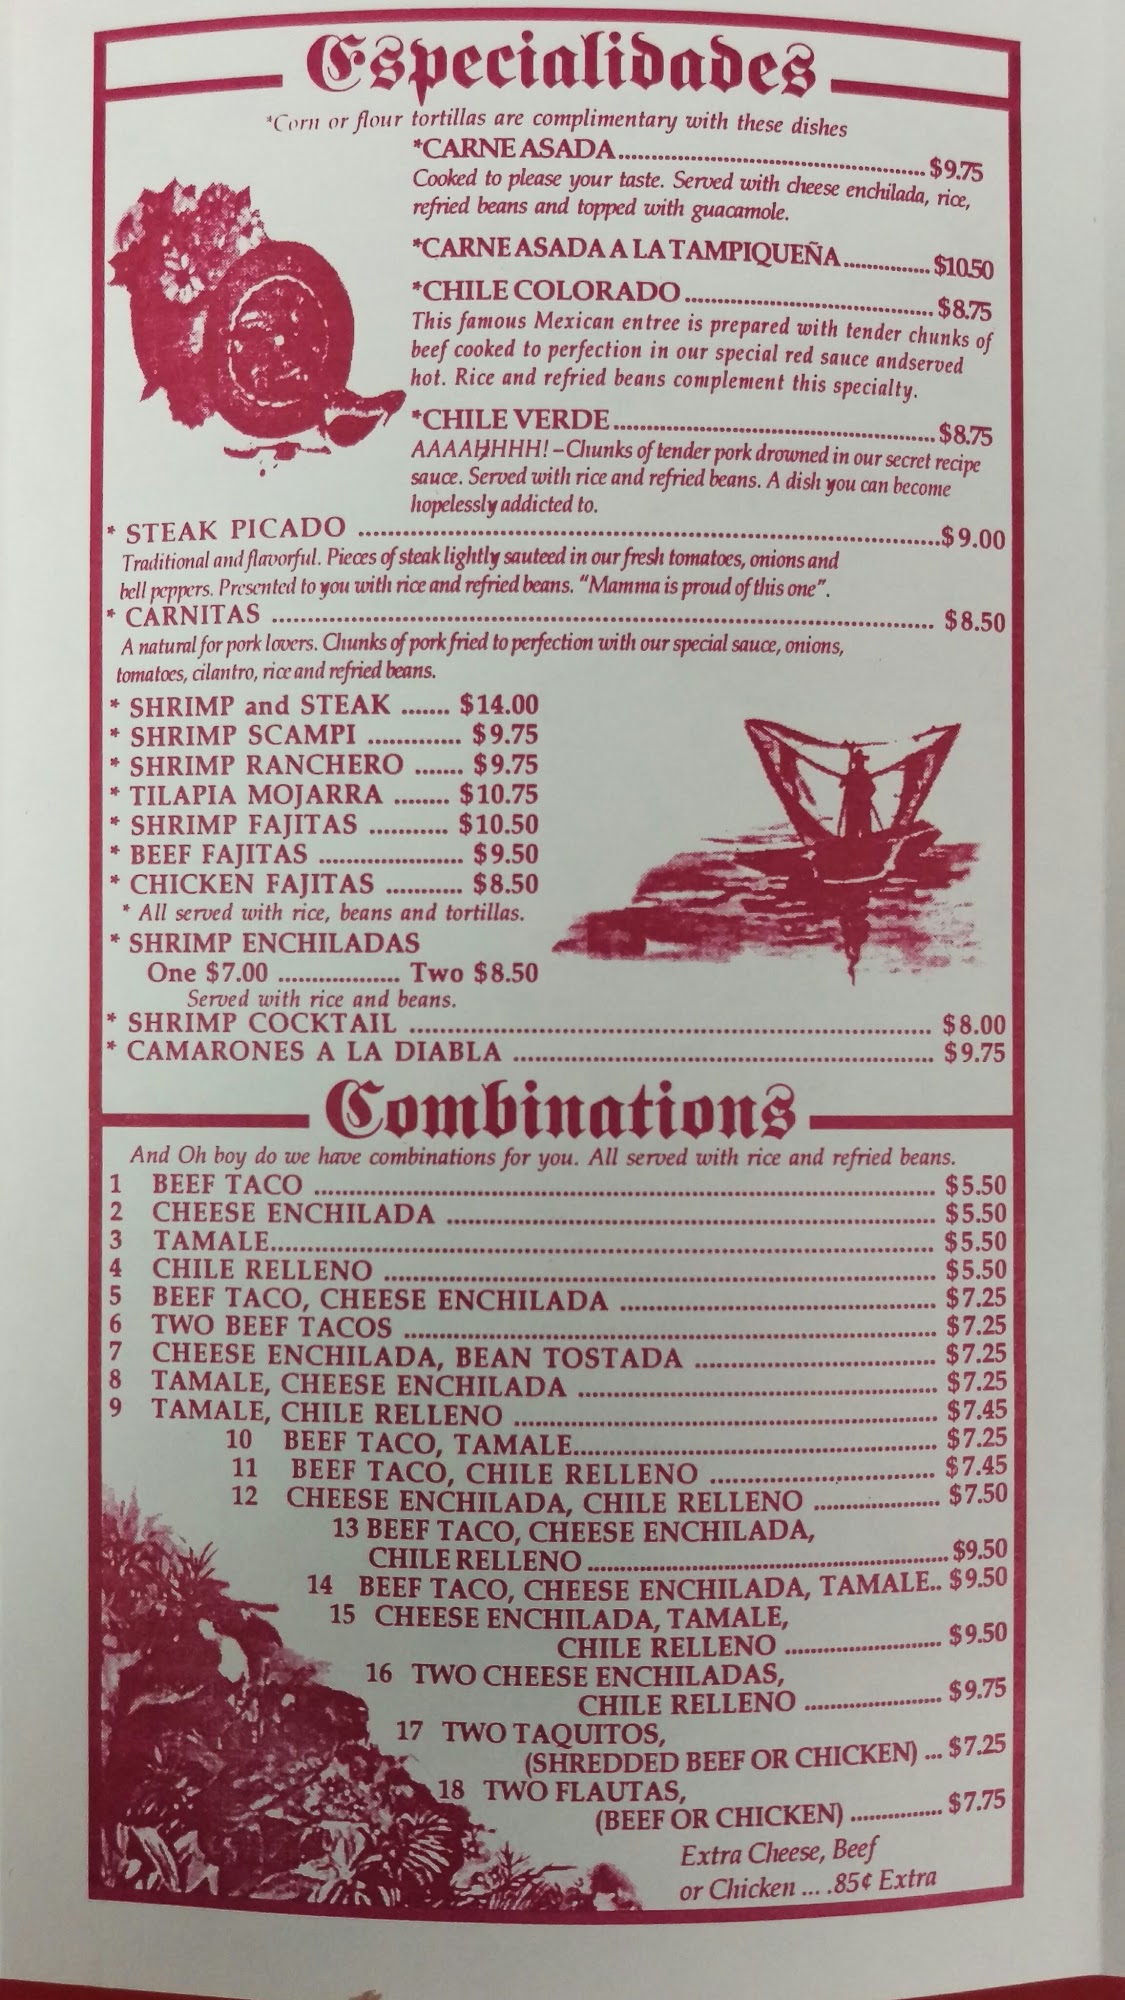 Especialidades
*Corn or flour tortillas are complimentary with these dishes
*CARNE ASADA.......... $9.75
Cooked to please your taste. Served with cheese enchilada, rice,
refried beans and topped with guacamole.
*CARNE ASADA A LA TAMPIQUEÑA.......... $10.50
*CHILE COLORADO.......... $8.75
This famous Mexican entree is prepared with tender chunks of
beef cooked to perfection in our special red sauce andserved
hot. Rice and refried beans complement this specialty.
*CHILE VERDE.......... $8.75
AAAAHHHH! – Chunks of tender pork drowned in our secret recipe
sauce. Served with rice and refried beans. A dish you can become
hopelessly addicted to.
* STEAK PICADO .......... $9.00
Traditional and flavorful. Pieces of steak lightly sauteed in our fresh tomatoes, onions and
bell peppers. Presented to you with rice and refried beans. "Mamma is proud of this one".
* CARNITAS .......... $8.50
A natural for pork lovers. Chunks of pork fried to perfection with our special sauce, onions,
tomatoes, cilantro, rice and refried beans.
* SHRIMP and STEAK ....... $14.00
* SHRIMP SCAMPI ............. $9.75
* SHRIMP RANCHERO ....... $9.75
* TILAPIA MOJARRA ........ $10.75
* SHRIMP FAJITAS ........... $10.50
* BEEF FAJITAS ..................... $9.50
* CHICKEN FAJITAS ........... $8.50
* All served with rice, beans and tortillas.
* SHRIMP ENCHILADAS
One $7.00 .................. Two $8.50
Served with rice and beans.
* SHRIMP COCKTAIL .......... $8.00
* CAMARONES A LA DIABLA .......... $9.75
Combinations
And Oh boy do we have combinations for you. All served with rice and refried beans.
1 BEEF TACO .......... $5.50
2 CHEESE ENCHILADA .......... $5.50
3 TAMALE.......... $5.50
4 CHILE RELLENO .......... $5.50
5 BEEF TACO, CHEESE ENCHILADA .......... $7.25
6 TWO BEEF TACOS .......... $7.25
7 CHEESE ENCHILADA, BEAN TOSTADA .......... $7.25
8 TAMALE, CHEESE ENCHILADA .......... $7.25
9 TAMALE, CHILE RELLENO .......... $7.45
10 BEEF TACO, TAMALE.......... $7.25
11 BEEF TACO, CHILE RELLENO .......... $7.45
12 CHEESE ENCHILADA, CHILE RELLENO .......... $7.50
13 BEEF TACO, CHEESE ENCHILADA,
CHILE RELLENO .......... $9.50
14 BEEF TACO, CHEESE ENCHILADA, TAMALE.. $9.50
15 CHEESE ENCHILADA, TAMALE,
CHILE RELLENO .......... $9.50
16 TWO CHEESE ENCHILADAS,
CHILE RELLENO .......... $9.75
17 TWO TAQUITOS,
(SHREDDED BEEF OR CHICKEN) ... $7.25
18 TWO FLAUTAS,
(BEEF OR CHICKEN) .......... $7.75
Extra Cheese, Beef
or Chicken ... .85¢ Extra